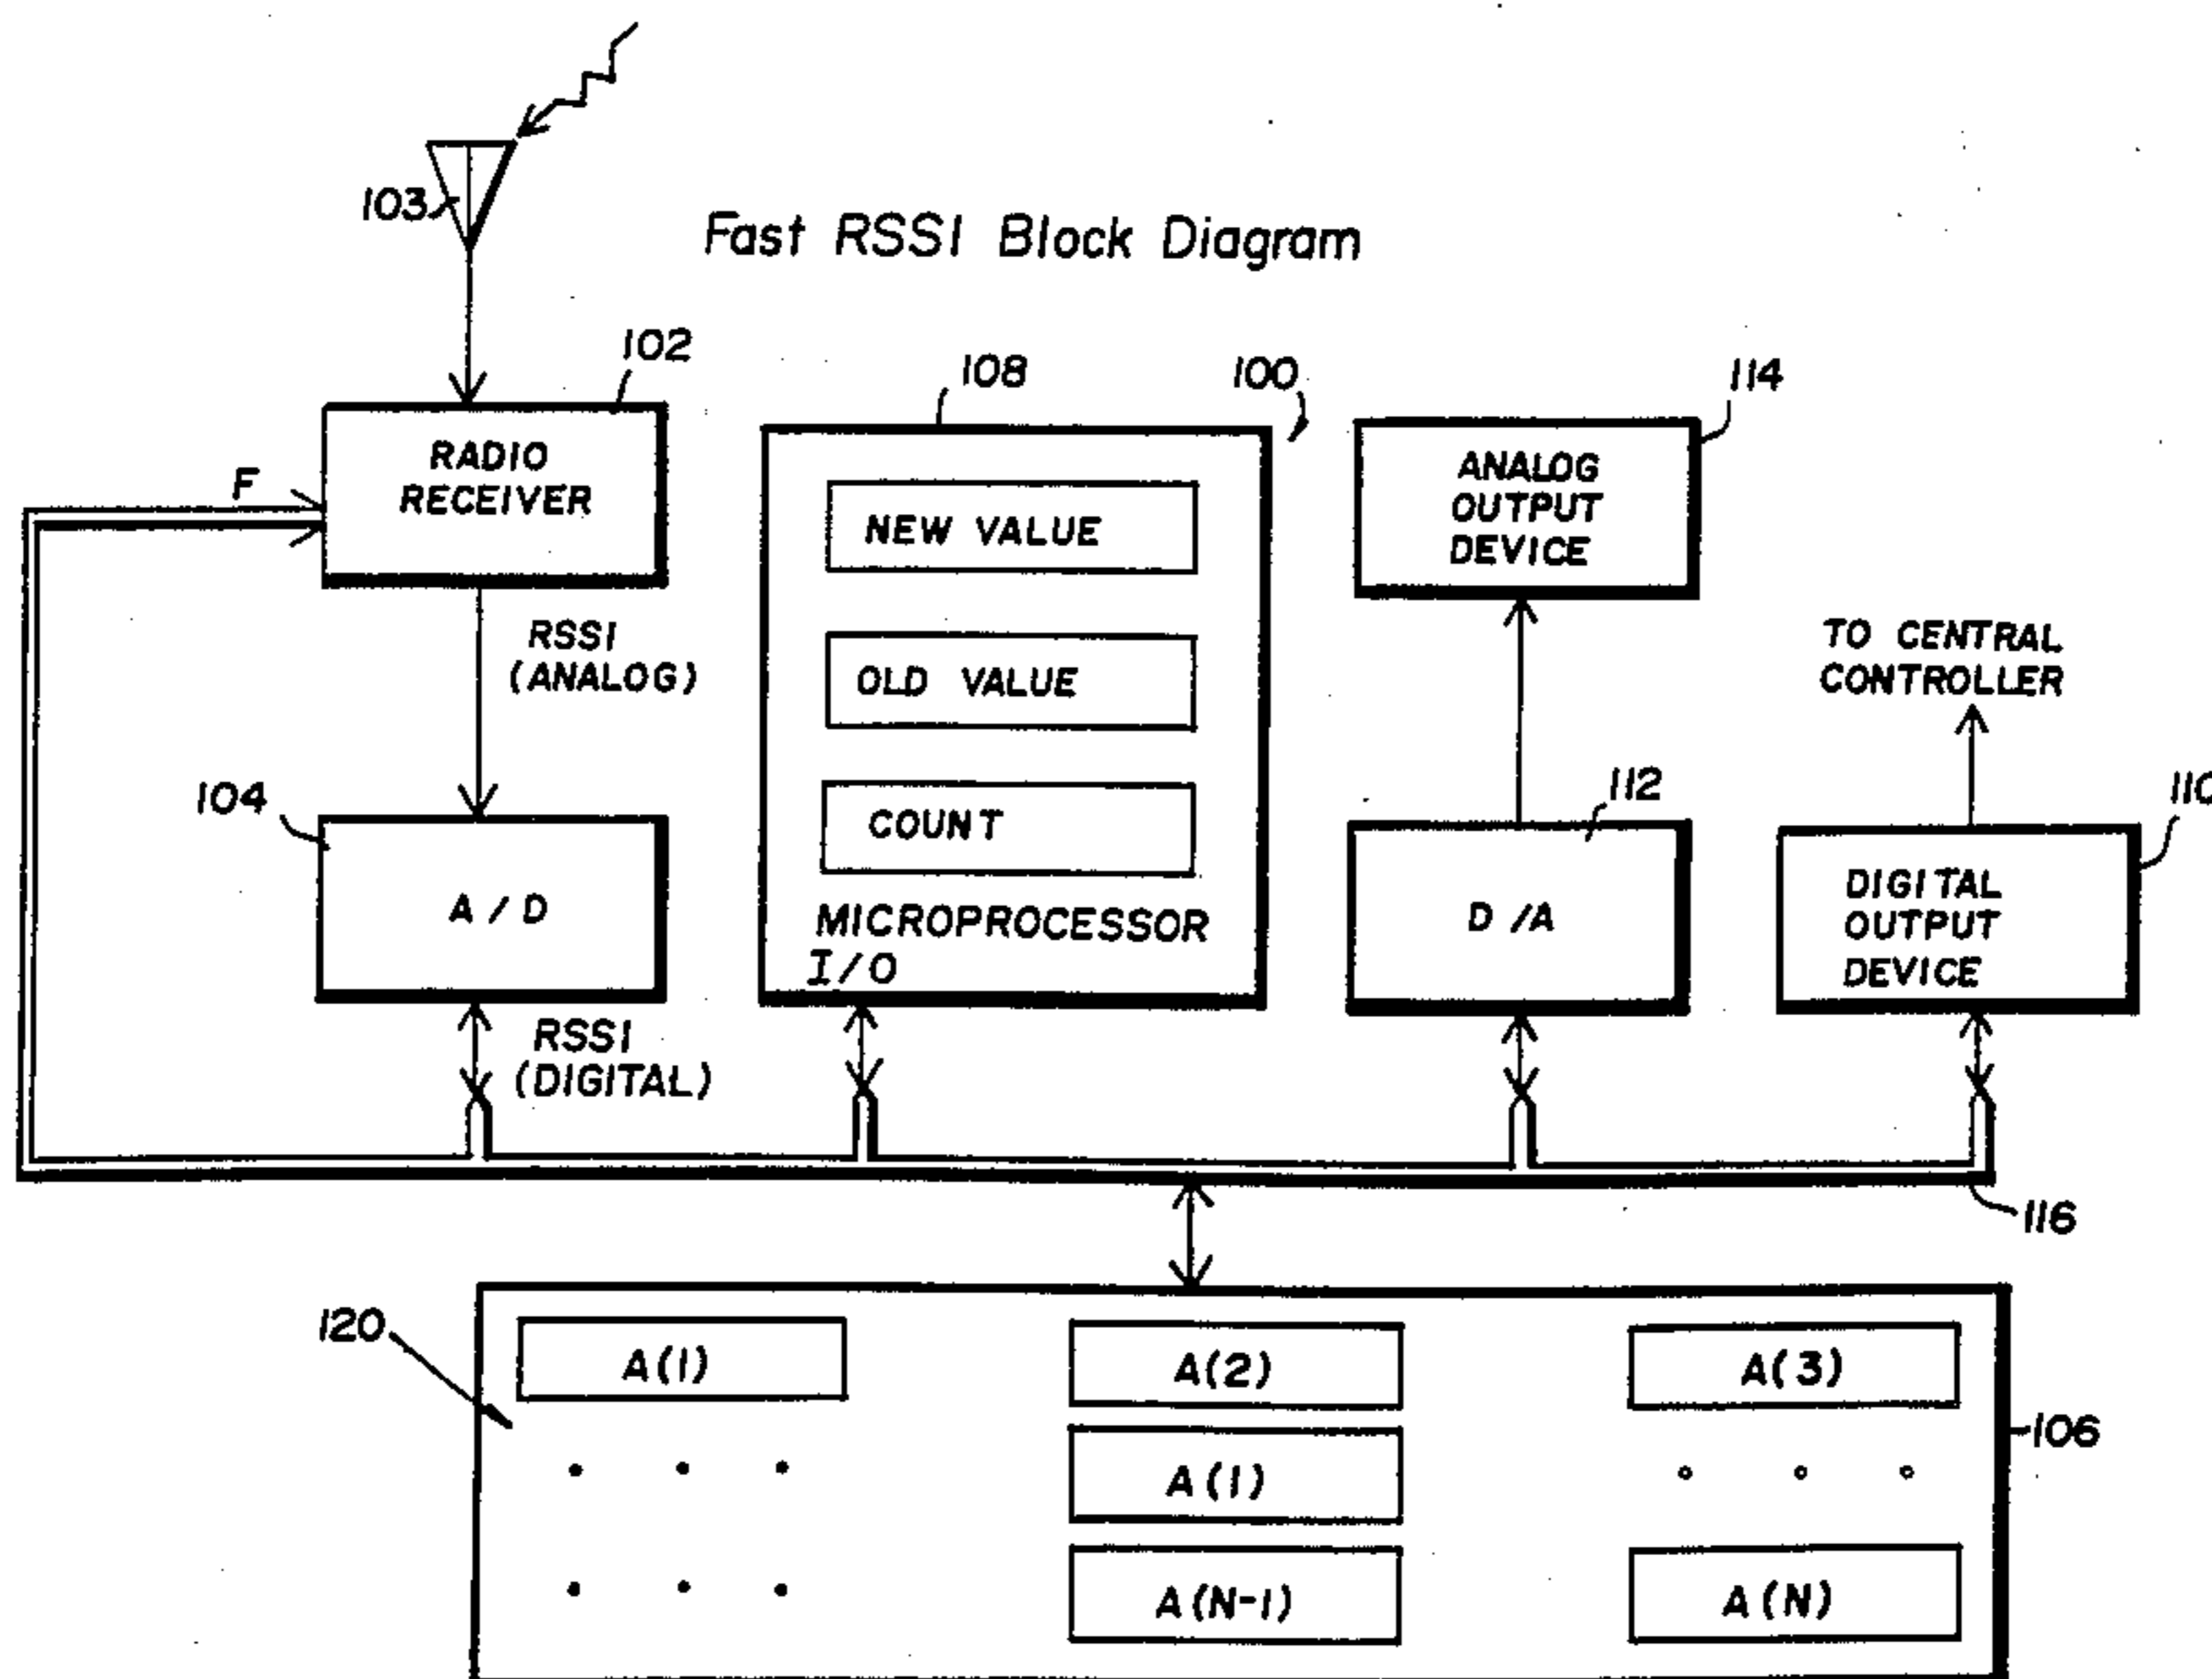 103
Fast RSSI Block Diagram
102
108
100
114
RADIO
RECEIVER
F
NEW VALUE
ANALOG
OUTPUT
DEVICE
RSSI
(ANALOG)
OLD VALUE
TO CENTRAL
CONTROLLER
104
COUNT
112
110
A/D
MICROPROCESSOR
I/O
D/A
DIGITAL
OUTPUT
DEVICE
RSSI
(DIGITAL)
116
120
A(1)
A(2)
A(3)
106
A(1)
A(N-1)
A(N)